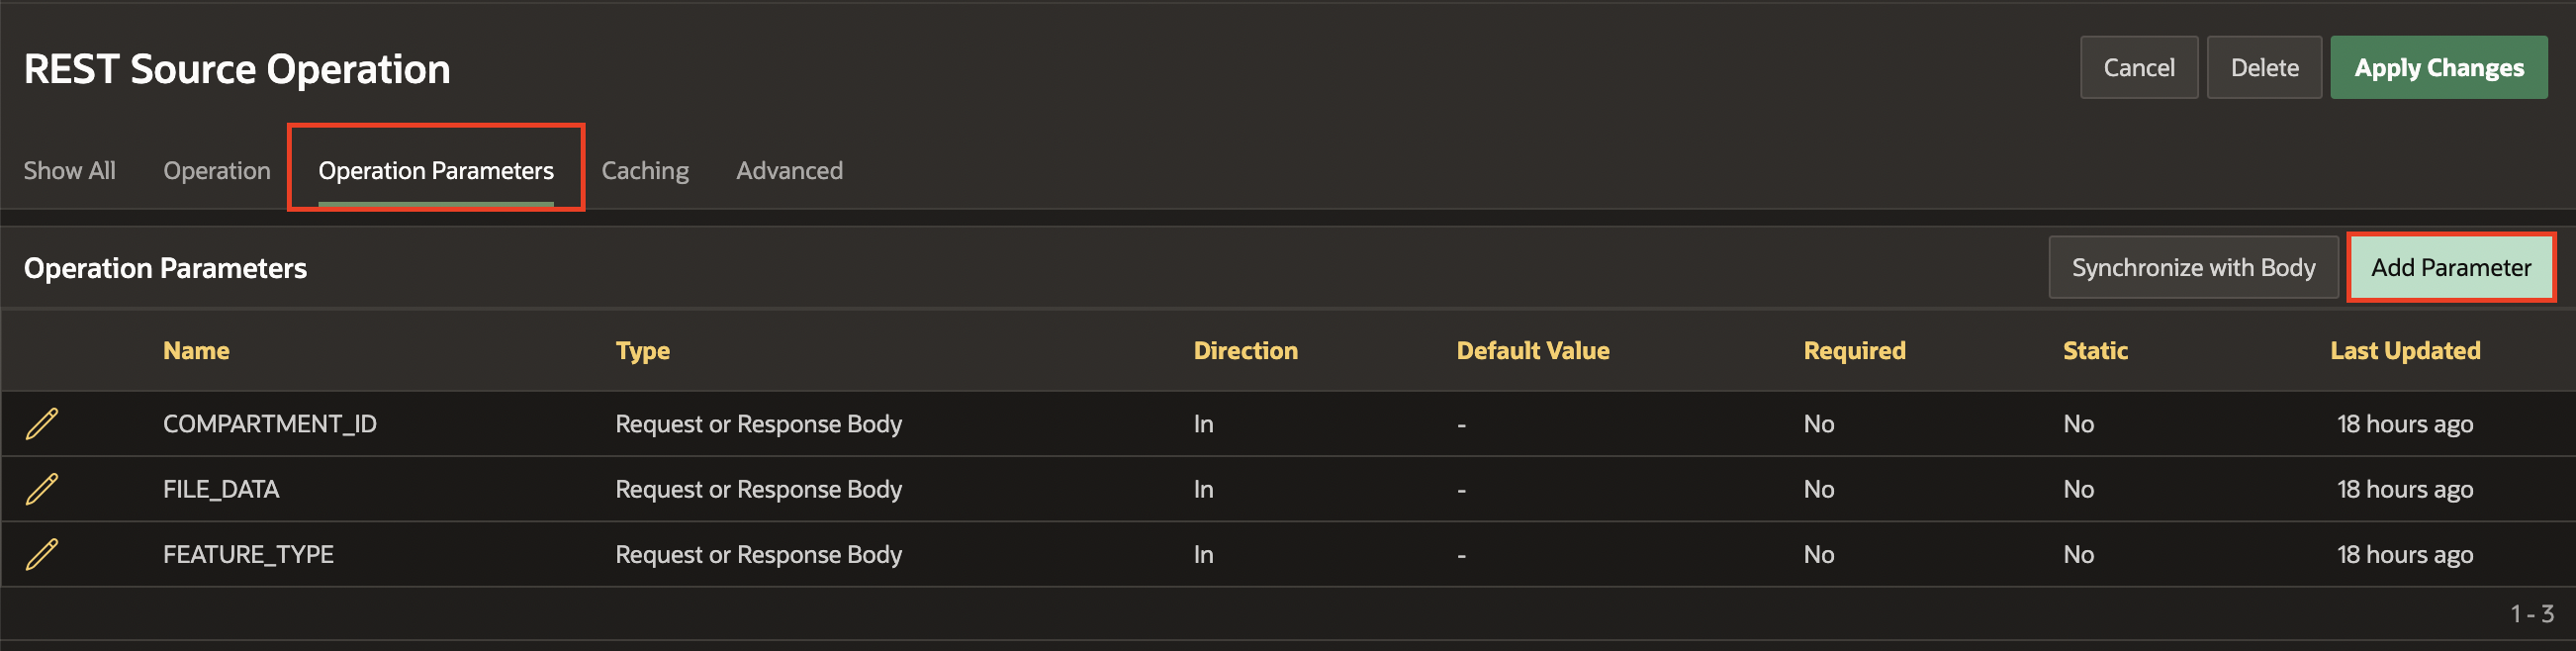 REST Source Operation
Cancel Delete Apply Changes
Show All Operation Operation Parameters Caching Advanced
Operation Parameters Synchronize with Body Add Parameter
Name Type Direction Default Value Required Static Last Updated
COMPARTMENT_ID Request or Response Body In - No No 18 hours ago
FILE_DATA Request or Response Body In - No No 18 hours ago
FEATURE_TYPE Request or Response Body In - No No 18 hours ago
1 - 3